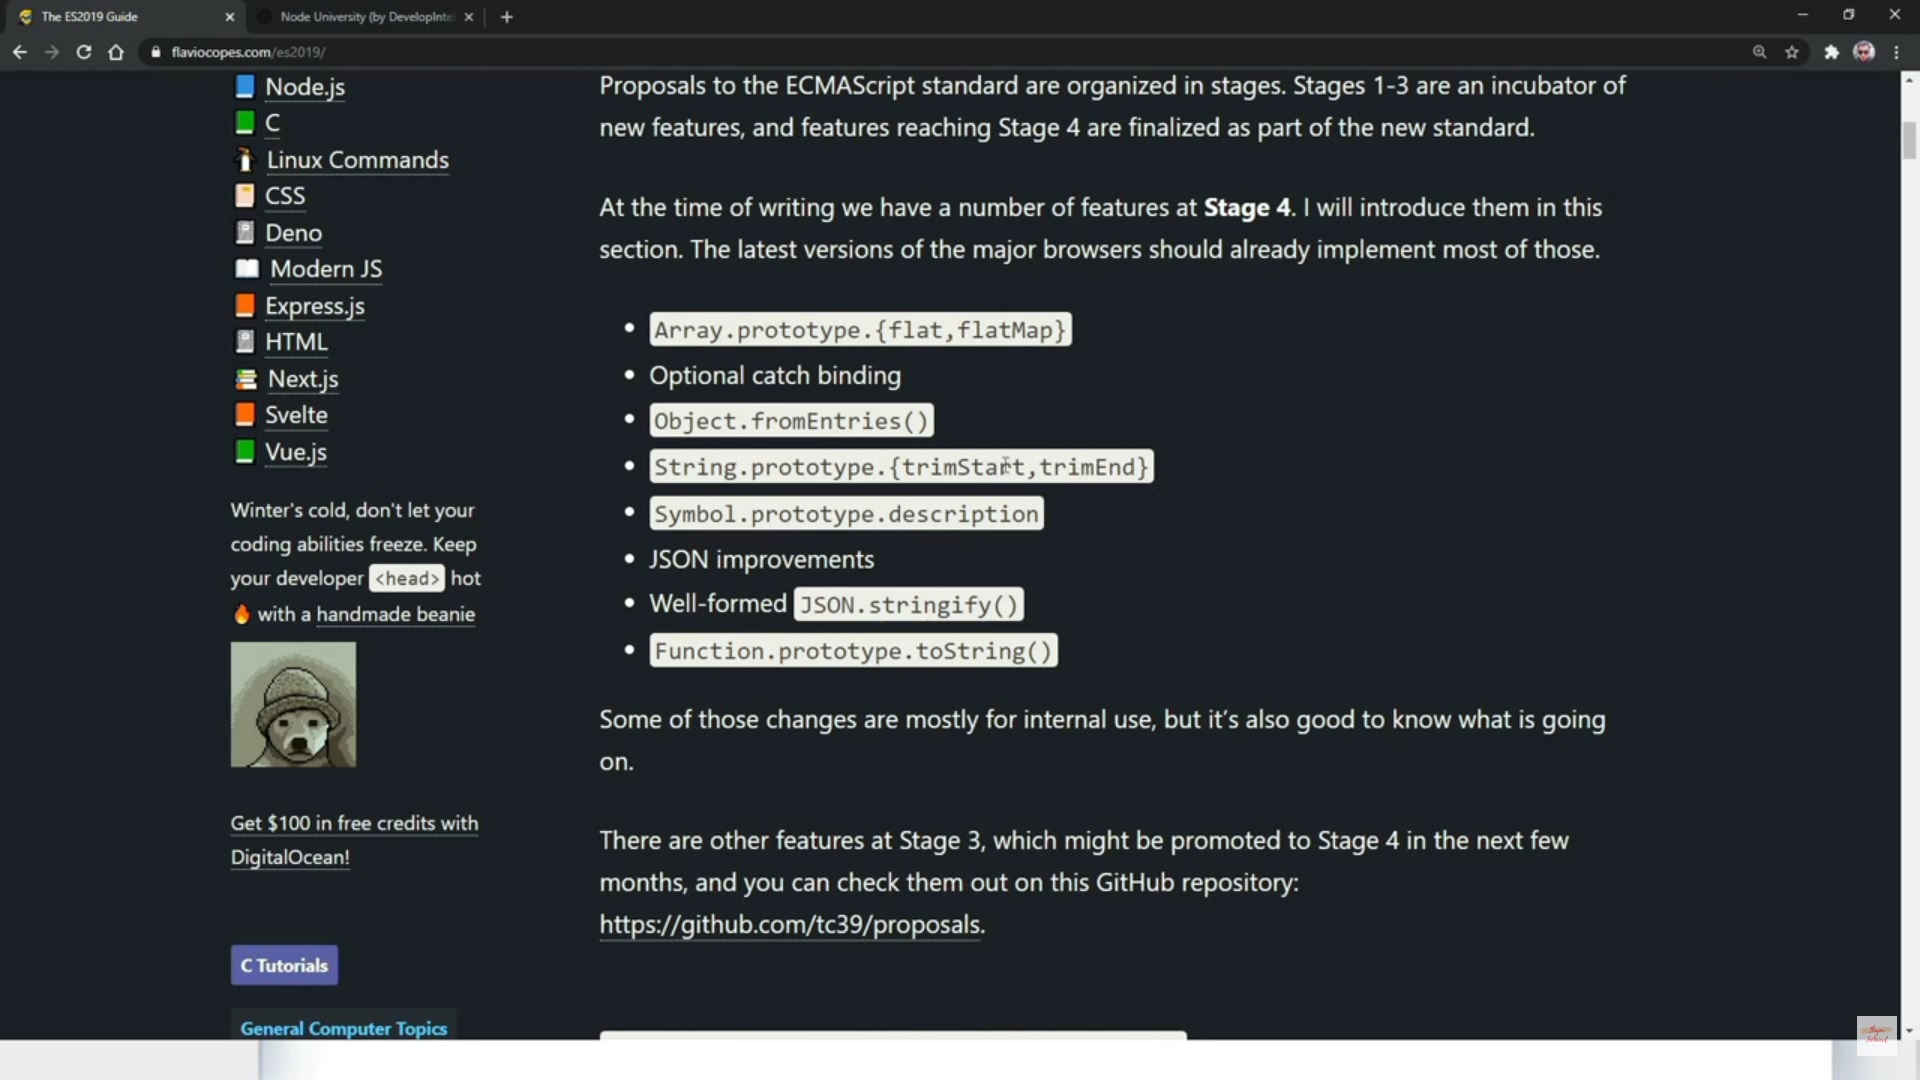 The ES2019 Guide
Node University (by DevelopInte
flaviocopes.com/es2019/
Node.js
C
Linux Commands
CSS
Deno
Modern JS
Express.js
HTML
Next.js
Svelte
Vue.js
Winter's cold, don't let your
coding abilities freeze. Keep
your developer <head> hot
🔥 with a handmade beanie
Get $100 in free credits with
DigitalOcean!
C Tutorials
General Computer Topics
Proposals to the ECMAScript standard are organized in stages. Stages 1-3 are an incubator of
new features, and features reaching Stage 4 are finalized as part of the new standard.
At the time of writing we have a number of features at Stage 4. I will introduce them in this
section. The latest versions of the major browsers should already implement most of those.
• Array.prototype.{flat,flatMap}
• Optional catch binding
• Object.fromEntries()
• String.prototype.{trimStart,trimEnd}
• Symbol.prototype.description
• JSON improvements
• Well-formed JSON.stringify()
• Function.prototype.toString()
Some of those changes are mostly for internal use, but it's also good to know what is going
on.
There are other features at Stage 3, which might be promoted to Stage 4 in the next few
months, and you can check them out on this GitHub repository:
https://github.com/tc39/proposals.